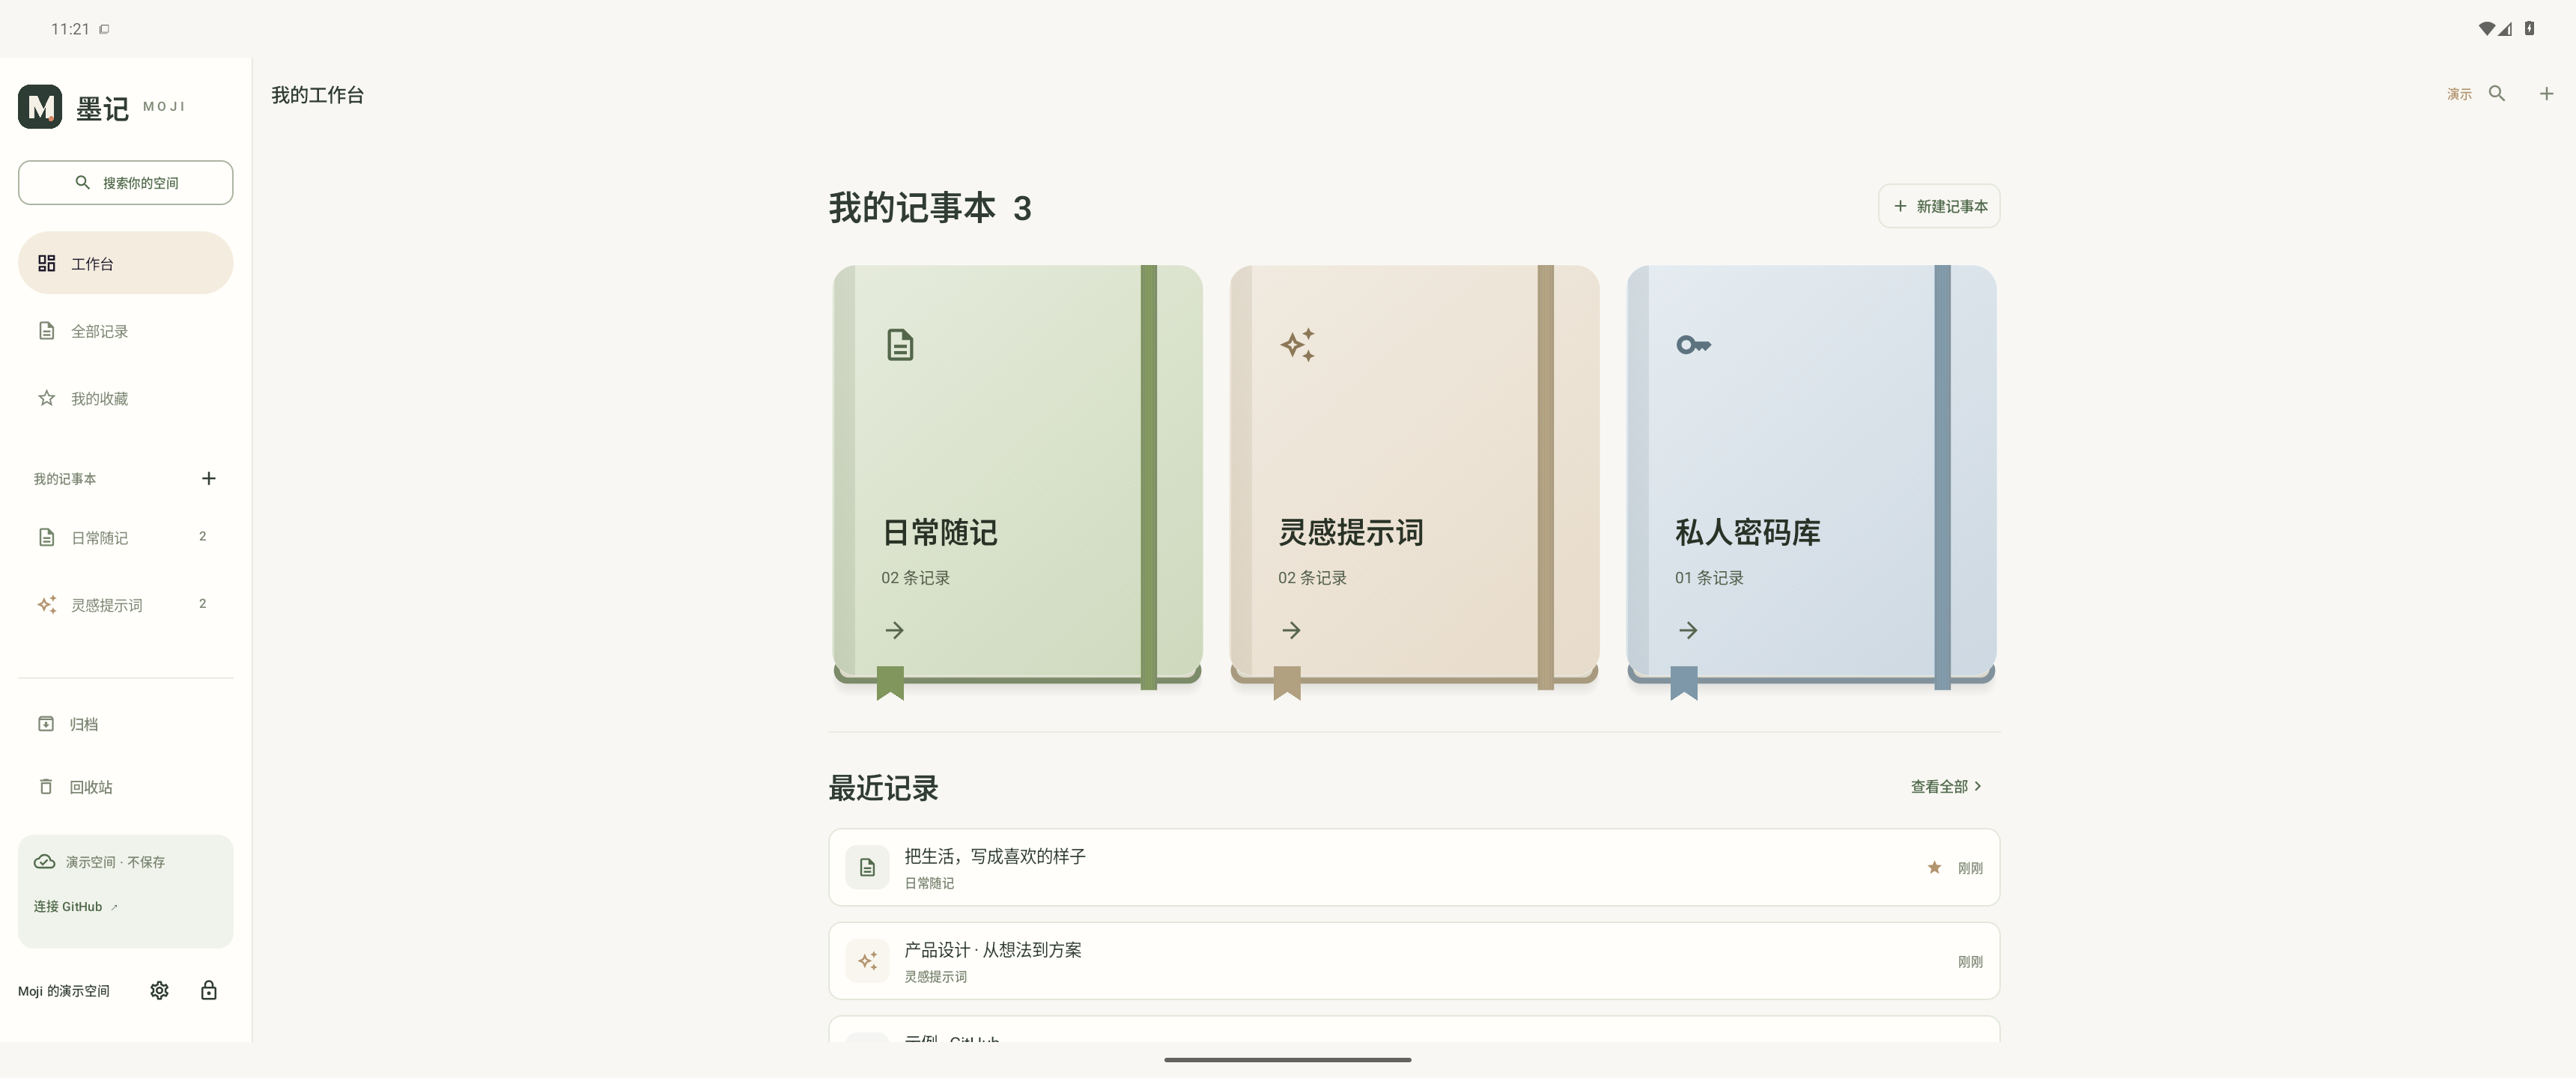 11:21
墨记 MOJI
搜索你的空间
工作台
全部记录
我的收藏
我的记事本
日常随记 2
灵感提示词 2
归档
回收站
演示空间 · 不保存
连接 GitHub ↗
Moji 的演示空间
我的工作台
演示
我的记事本 3
新建记事本
日常随记
02 条记录
灵感提示词
02 条记录
私人密码库
01 条记录
最近记录
查看全部
把生活，写成喜欢的样子
日常随记
刚刚
产品设计 · 从想法到方案
灵感提示词
刚刚
示例 · GitHub